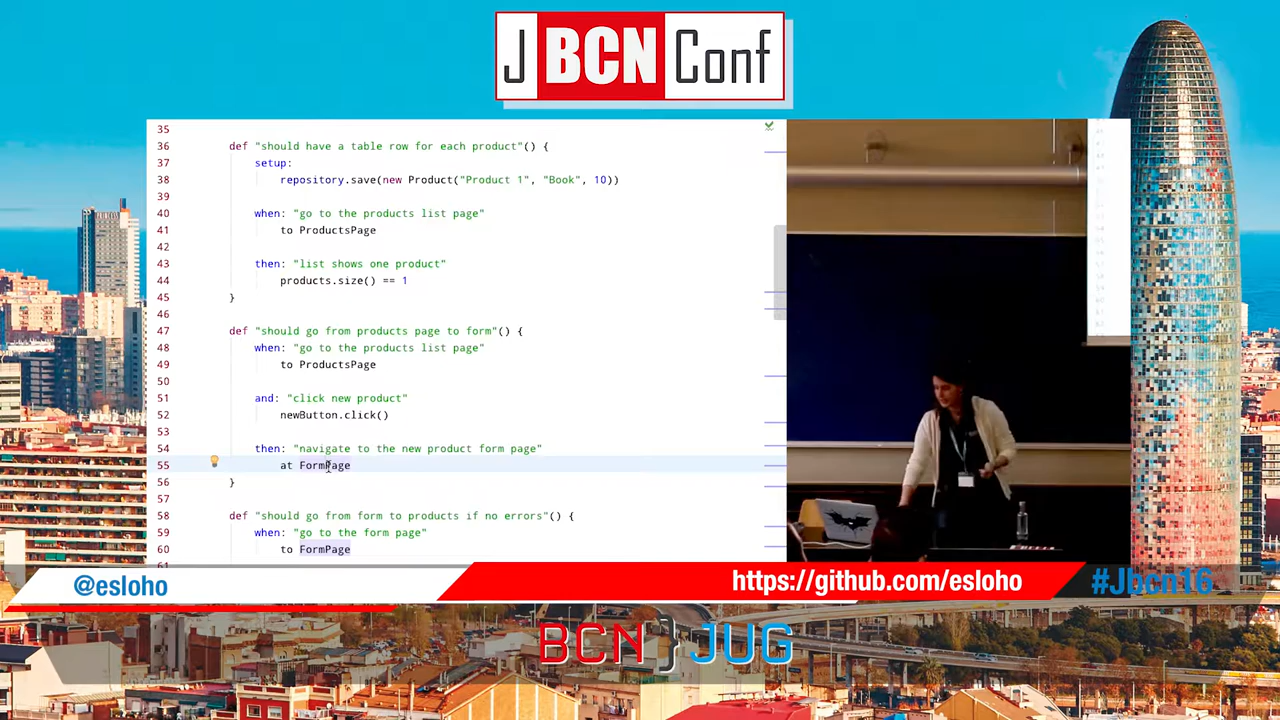 J BCN Conf
35
36 def "should have a table row for each product"() {
37 setup:
38 repository.save(new Product("Product 1", "Book", 10))
39
40 when: "go to the products list page"
41 to ProductsPage
42
43 then: "list shows one product"
44 products.size() == 1
45 }
46
47 def "should go from products page to form"() {
48 when: "go to the products list page"
49 to ProductsPage
50
51 and: "click new product"
52 newButton.click()
53
54 then: "navigate to the new product form page"
55 at FormPage
56 }
57
58 def "should go from form to products if no errors"() {
59 when: "go to the form page"
60 to FormPage
@esloho
https://github.com/esloho
#Jbcn16
BCN JUG